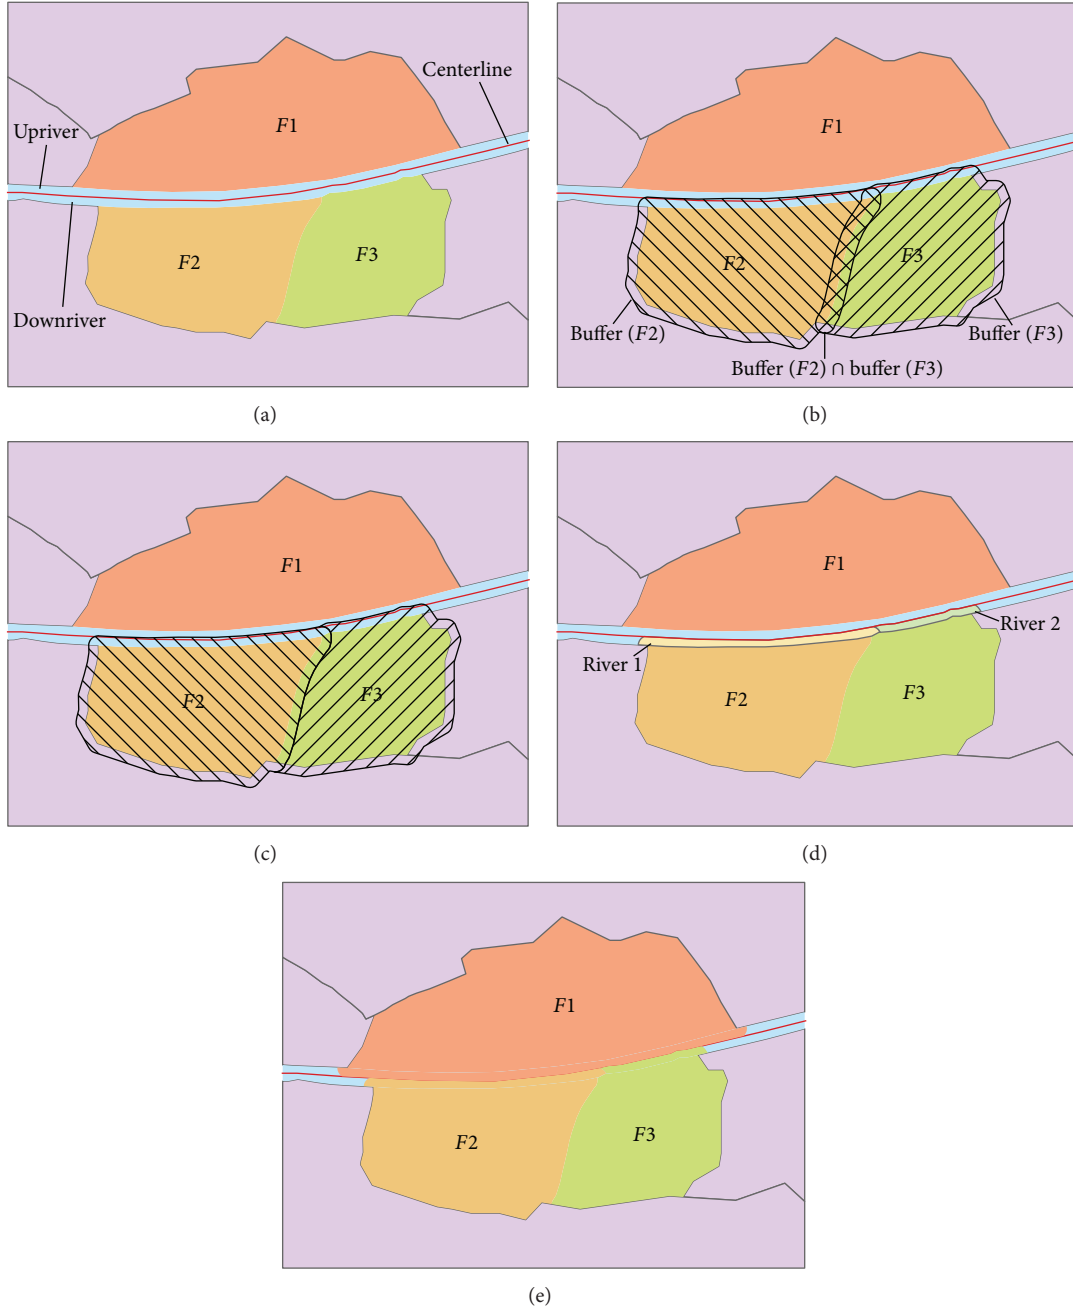 F1
Centerline
Upriver
F2
F3
Downriver
(a)
F1
F2
F3
Buffer (F2)
Buffer (F3)
Buffer (F2) ∩ buffer (F3)
(b)
F1
F2
F3
(c)
F1
River 2
River 1
F2
F3
(d)
F1
F2
F3
(e)